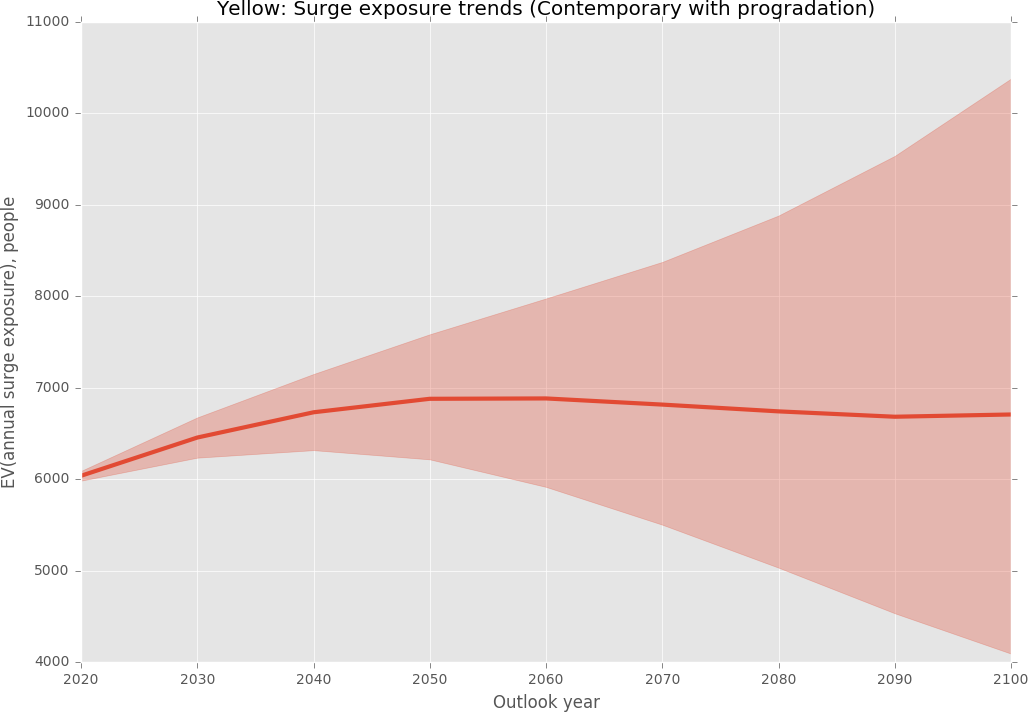 Yellow: Surge exposure trends (Contemporary with progradation)
11000
10000
9000
8000
7000
6000
5000
4000
EV(annual surge exposure), people
2020 2030 2040 2050 2060 2070 2080 2090 2100
Outlook year